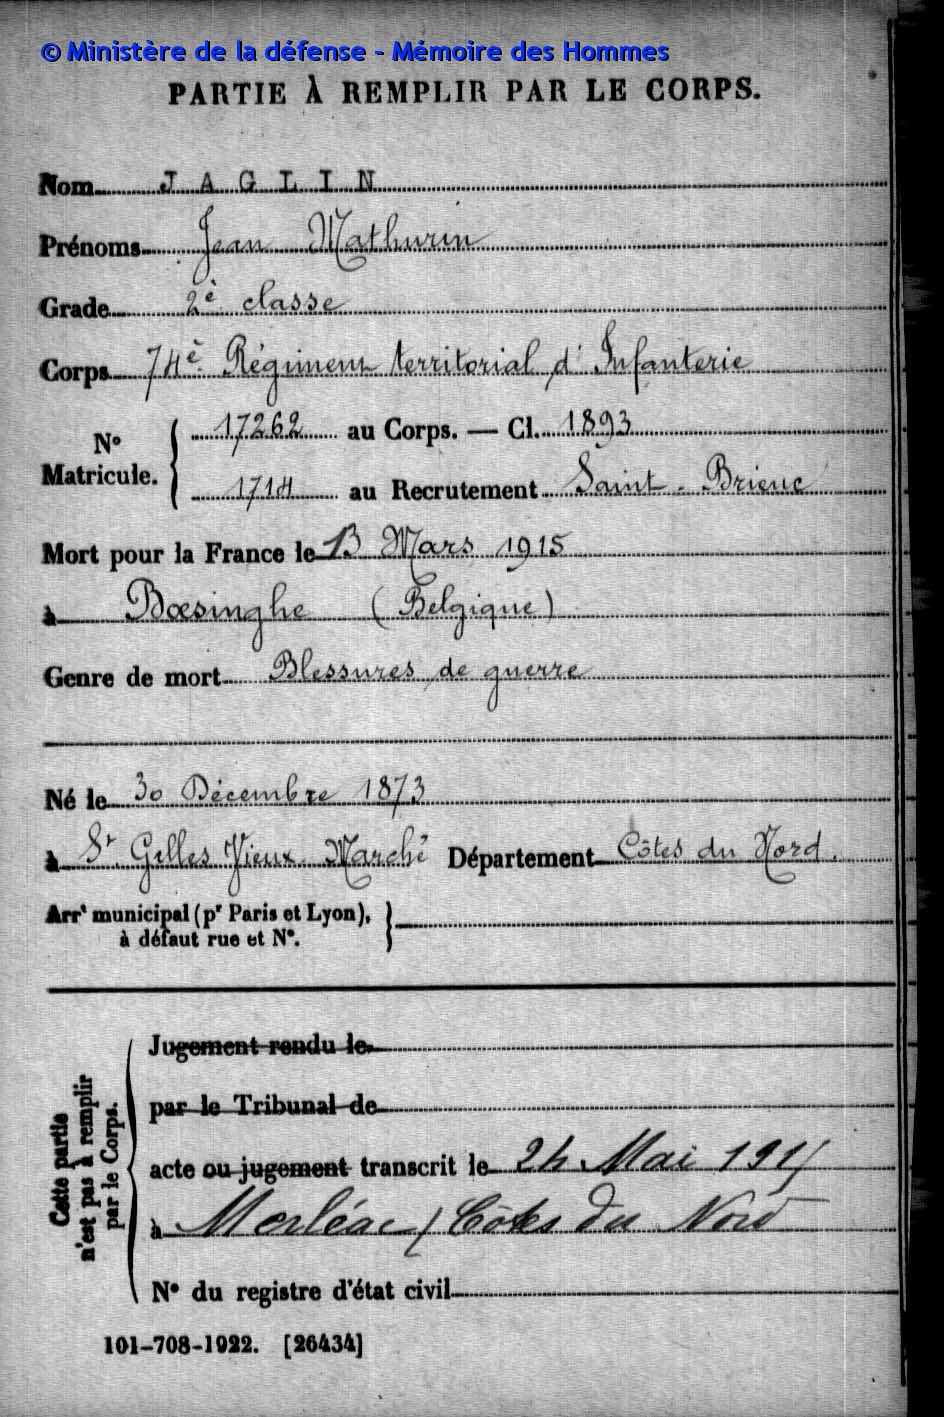 © Ministère de la défense - Mémoire des Hommes
PARTIE À REMPLIR PAR LE CORPS.
Nom JAGLIN
Prénoms Jean Mathurin
Grade 2è classe
Corps 74è Régiment territorial d'Infanterie
N° Matricule. { 17262 au Corps. — Cl. 1893
1714 au Recrutement Saint-Brieuc
Mort pour la France le 13 Mars 1915
à Bœsinghe (Belgique)
Genre de mort Blessures de guerre
Né le 30 Décembre 1873
à St Gilles Vieux Marché Département Côtes du Nord.
Arrt municipal (pr Paris et Lyon),
à défaut rue et N°.
Cette partie
n'est pas à remplir
par le Corps.
Jugement rendu le
par le Tribunal de
acte ou jugement transcrit le 24 Mai 1915
à Merléac / Côtes du Nord
N° du registre d'état civil
101-708-1922. [26434]